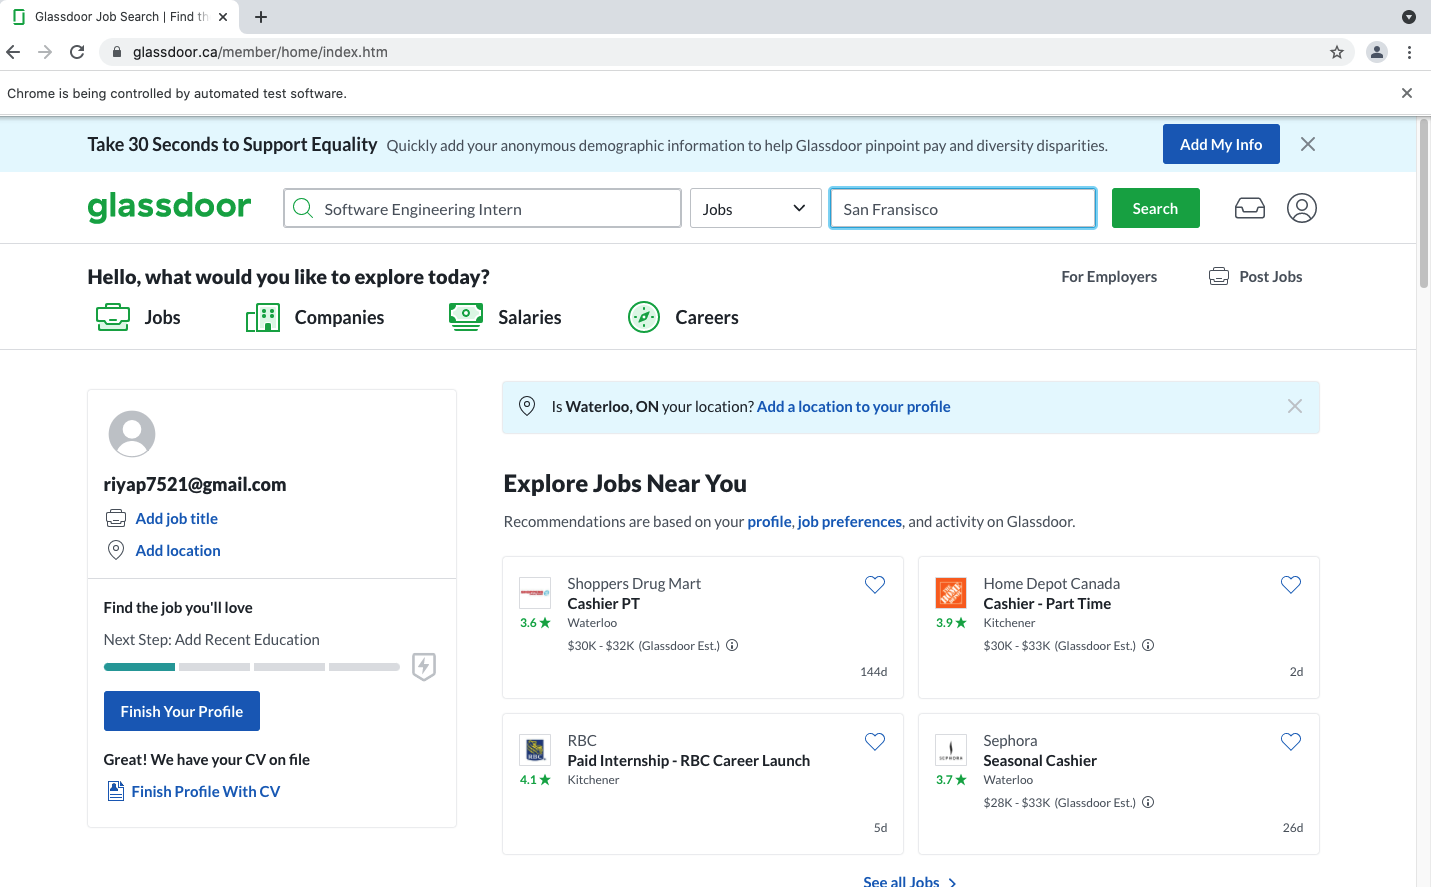 Glassdoor Job Search | Find th
glassdoor.ca/member/home/index.htm
Chrome is being controlled by automated test software.
Take 30 Seconds to Support Equality Quickly add your anonymous demographic information to help Glassdoor pinpoint pay and diversity disparities. Add My Info
glassdoor Software Engineering Intern Jobs San Fransisco Search
Hello, what would you like to explore today? For Employers Post Jobs
Jobs Companies Salaries Careers
Is Waterloo, ON your location? Add a location to your profile
riyap7521@gmail.com
Add job title
Add location
Find the job you'll love
Next Step: Add Recent Education
Finish Your Profile
Great! We have your CV on file
Finish Profile With CV
Explore Jobs Near You
Recommendations are based on your profile, job preferences, and activity on Glassdoor.
Shoppers Drug Mart
Cashier PT
3.6 ★ Waterloo
$30K - $32K (Glassdoor Est.)
144d
Home Depot Canada
Cashier - Part Time
3.9 ★ Kitchener
$30K - $33K (Glassdoor Est.)
2d
RBC
RBC
Paid Internship - RBC Career Launch
4.1 ★ Kitchener
5d
SEPHORA
Sephora
Seasonal Cashier
3.7 ★ Waterloo
$28K - $33K (Glassdoor Est.)
26d
See all Jobs